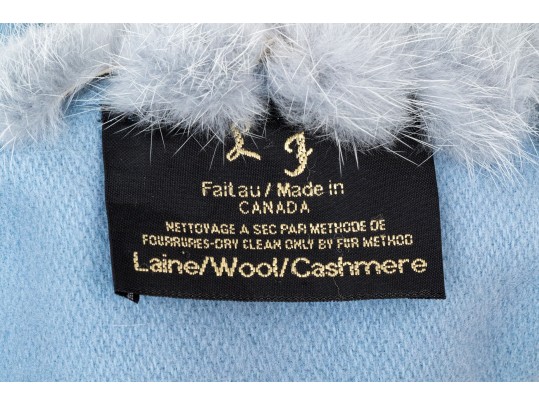 L J
Fait au / Made in
CANADA
NETTOYAGE A SEC PAR METHODE DE
FOURRURES-DRY CLEAN ONLY BY FUR METHOD
Laine/Wool/Cashmere